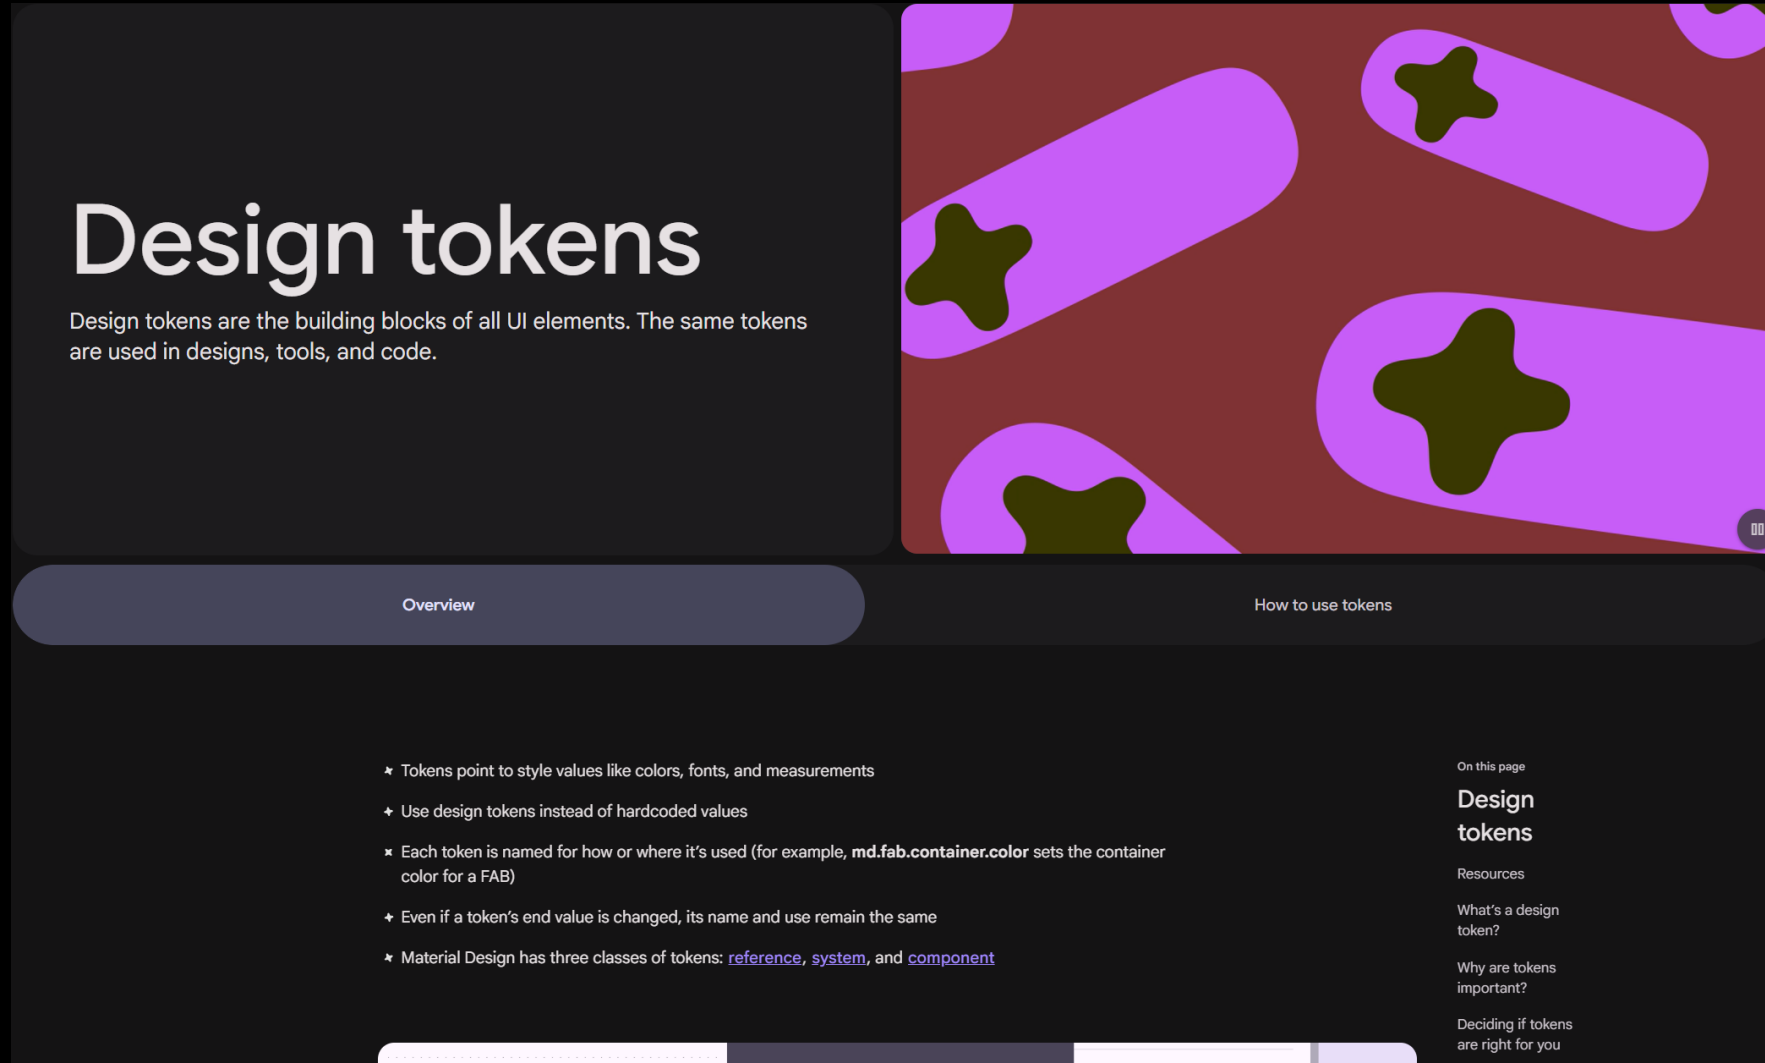 Design tokens
Design tokens are the building blocks of all UI elements. The same tokens
are used in designs, tools, and code.
Overview
How to use tokens
Tokens point to style values like colors, fonts, and measurements
Use design tokens instead of hardcoded values
Each token is named for how or where it’s used (for example, md.fab.container.color sets the container
color for a FAB)
Even if a token’s end value is changed, its name and use remain the same
Material Design has three classes of tokens: reference, system, and component
On this page
Design
tokens
Resources
What’s a design
token?
Why are tokens
important?
Deciding if tokens
are right for you